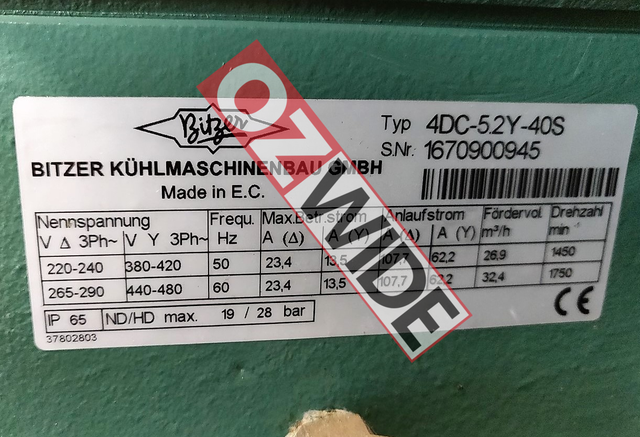 Bitzer
Typ 4DC-5.2Y-40S
S.Nr. 1670900945
BITZER KÜHLMASCHINENBAU GMBH
Made in E.C.
OZWIDE
Nennspannung Frequ. Max.Betr.strom Anlaufstrom Fördervol. Drehzahl
V Δ 3Ph~ V Y 3Ph~ Hz A (Δ) A (Y) A (Δ) A (Y) m³/h min
220-240 380-420 50 23,4 13,5 107,7 62,2 26,9 1450
265-290 440-480 60 23,4 13,5 107,7 62,2 32,4 1750
IP 65 ND/HD max. 19 / 28 bar
CE
37802803